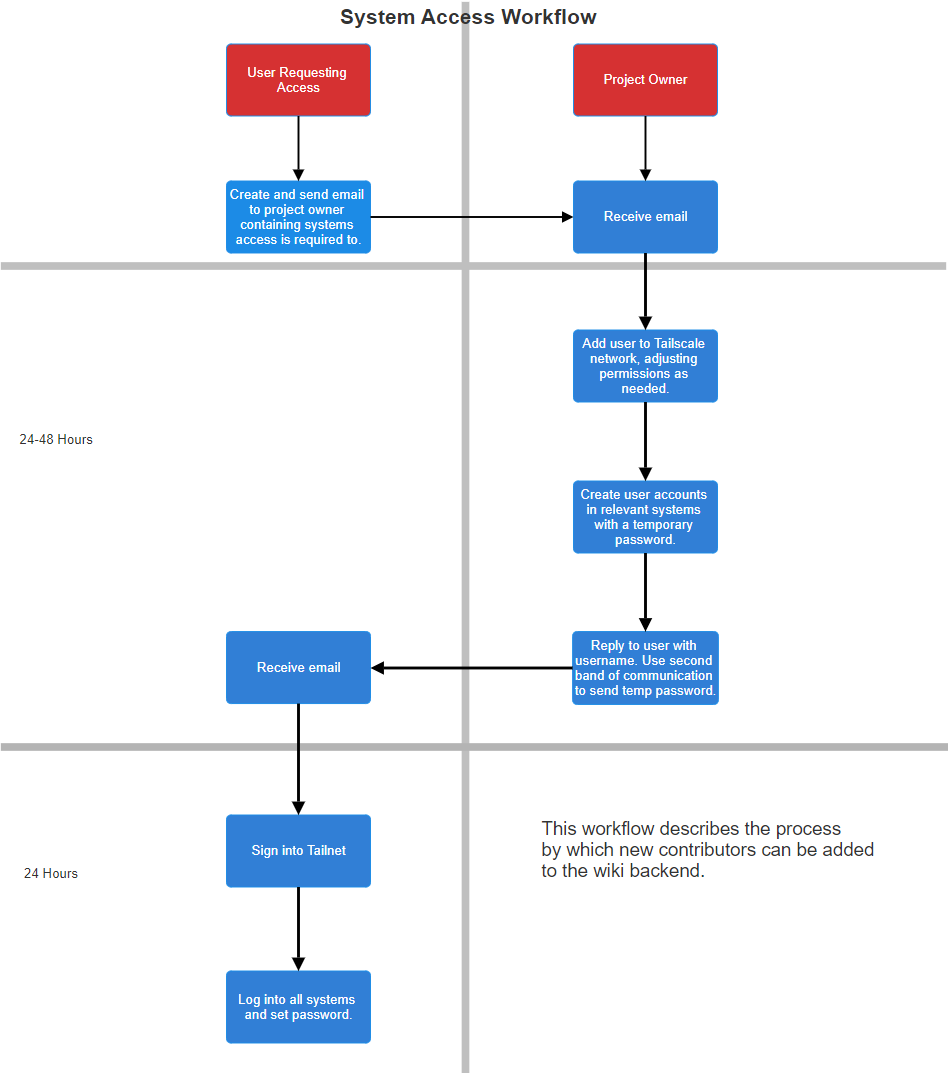 System Access Workflow
User Requesting
Access
Project Owner
Create and send email
to project owner
containing systems
access is required to.
Receive email
Add user to Tailscale
network, adjusting
permissions as
needed.
24-48 Hours
Create user accounts
in relevant systems
with a temporary
password.
Reply to user with
username. Use second
band of communication
to send temp password.
Receive email
Sign into Tailnet
This workflow describes the process
by which new contributors can be added
to the wiki backend.
24 Hours
Log into all systems
and set password.